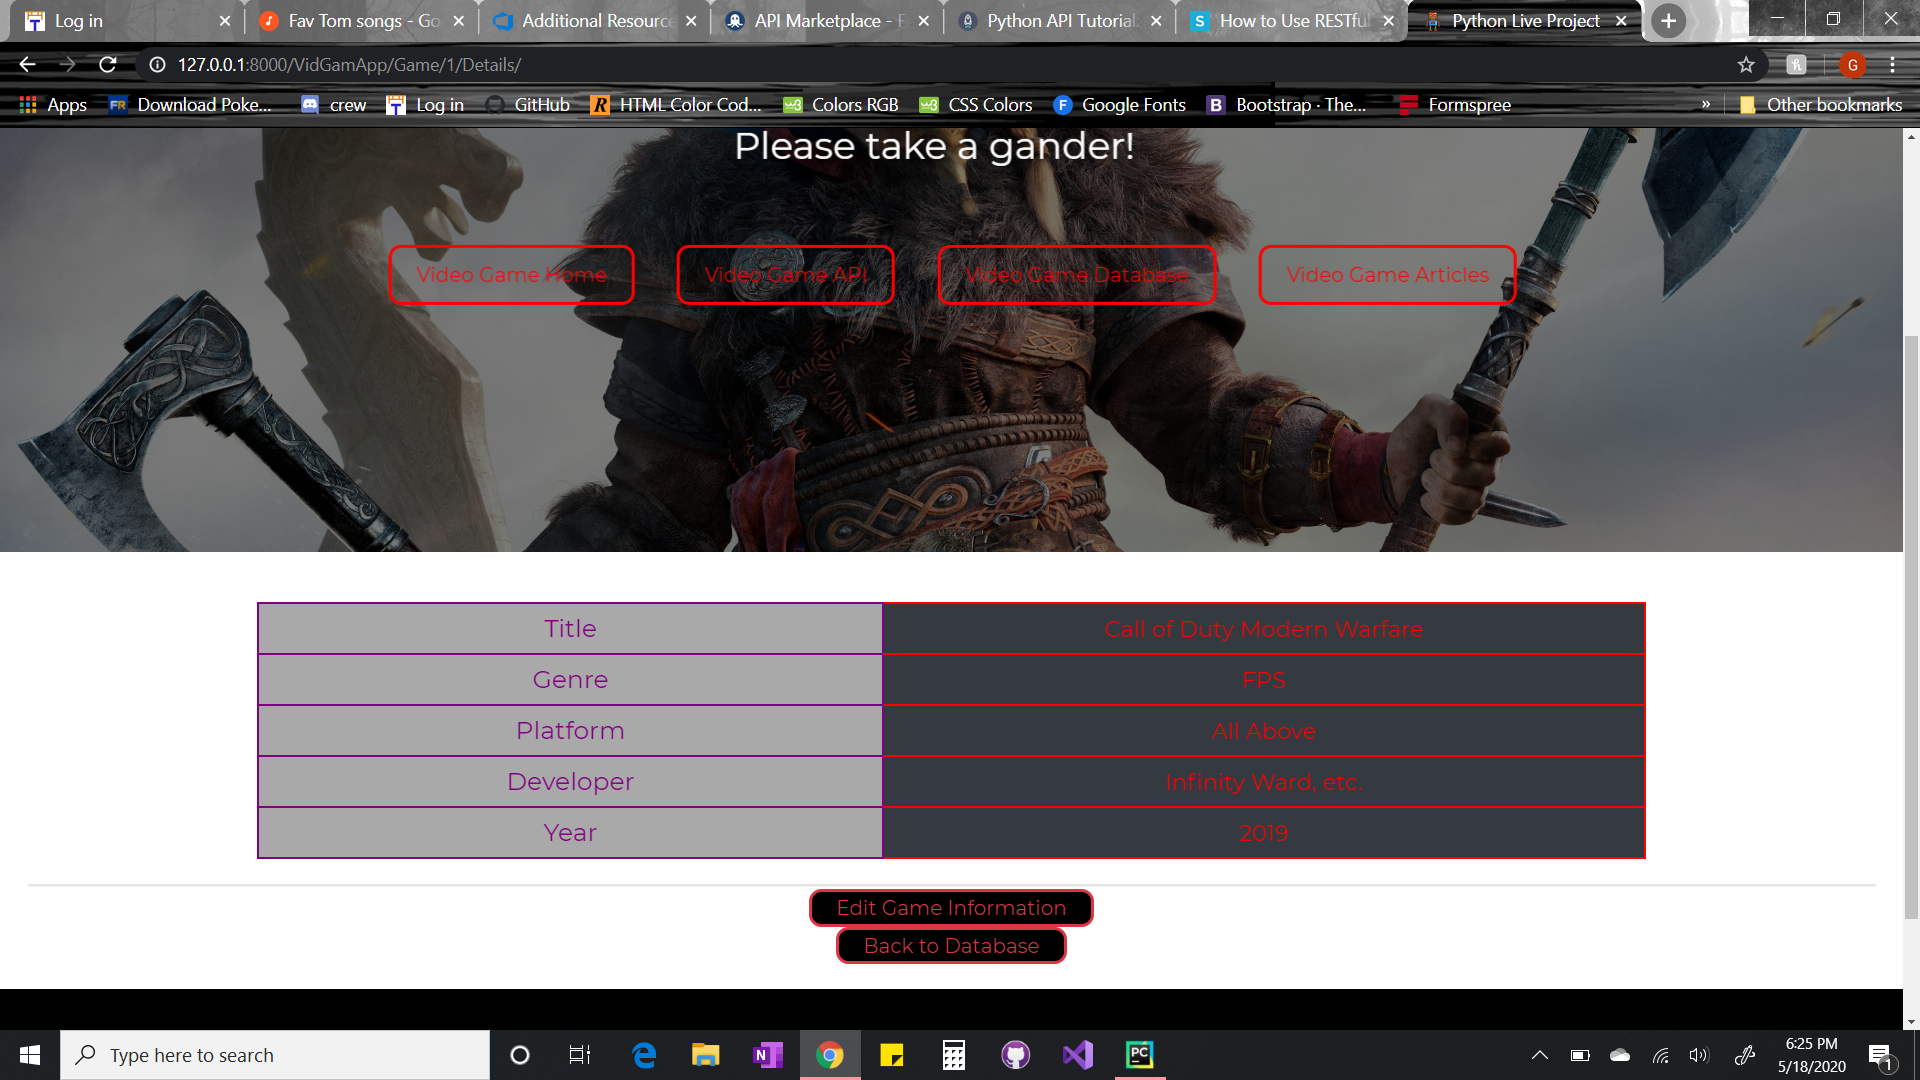 Log in
Fav Tom songs - Go
Additional Resource
API Marketplace - F
Python API Tutorial
How to Use RESTful
Python Live Project
127.0.0.1:8000/VidGamApp/Game/1/Details/
G
Apps
FR
Download Poke...
crew
Log in
GitHub
R
HTML Color Cod...
Colors RGB
CSS Colors
F
Google Fonts
B
Bootstrap · The...
Formspree
»
Other bookmarks
Please take a gander!
Video Game Home
Video Game API
Video Game Database
Video Game Articles
Title
Call of Duty Modern Warfare
Genre
FPS
Platform
All Above
Developer
Infinity Ward, etc.
Year
2019
Edit Game Information
Back to Database
Type here to search
N
PC
6:25 PM
5/18/2020
1